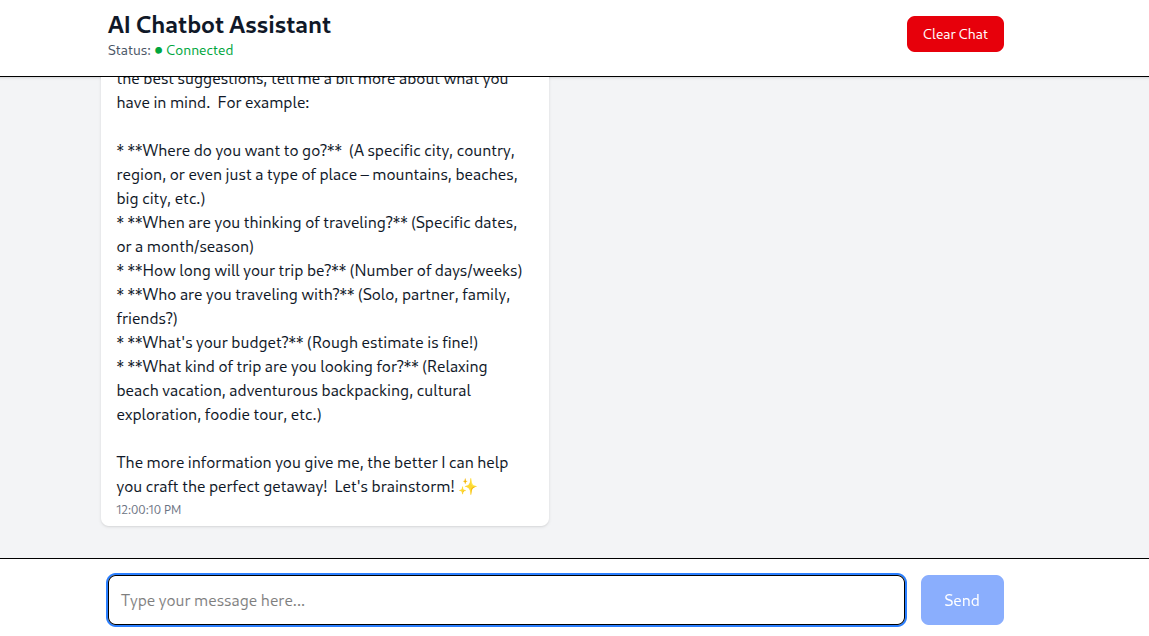 AI Chatbot Assistant
Status: ● Connected
Clear Chat
the best suggestions, tell me a bit more about what you
have in mind.  For example:
* **Where do you want to go?**  (A specific city, country,
region, or even just a type of place – mountains, beaches,
big city, etc.)
* **When are you thinking of traveling?** (Specific dates,
or a month/season)
* **How long will your trip be?** (Number of days/weeks)
* **Who are you traveling with?** (Solo, partner, family,
friends?)
* **What's your budget?** (Rough estimate is fine!)
* **What kind of trip are you looking for?** (Relaxing
beach vacation, adventurous backpacking, cultural
exploration, foodie tour, etc.)
The more information you give me, the better I can help
you craft the perfect getaway!  Let's brainstorm! ✨
12:00:10 PM
Type your message here...
Send